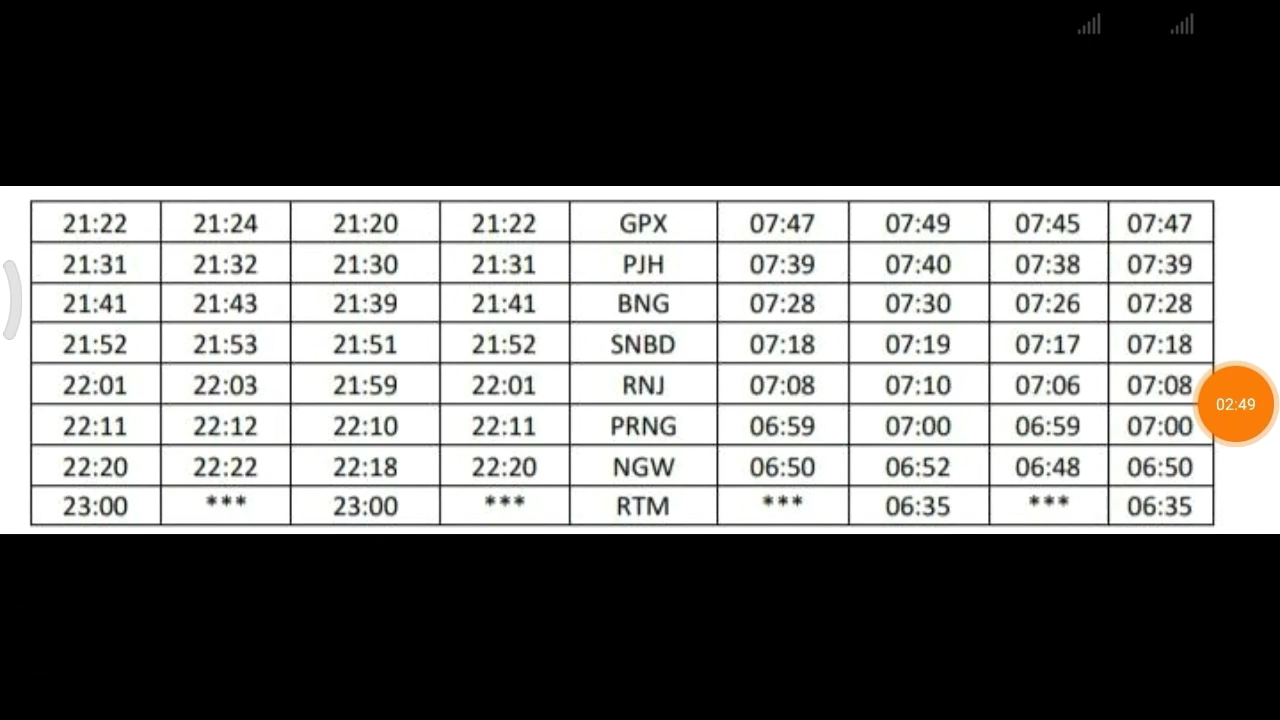 21:22 21:24 21:20 21:22 GPX 07:47 07:49 07:45 07:47
21:31 21:32 21:30 21:31 PJH 07:39 07:40 07:38 07:39
21:41 21:43 21:39 21:41 BNG 07:28 07:30 07:26 07:28
21:52 21:53 21:51 21:52 SNBD 07:18 07:19 07:17 07:18
22:01 22:03 21:59 22:01 RNJ 07:08 07:10 07:06 07:08
02:49
22:11 22:12 22:10 22:11 PRNG 06:59 07:00 06:59 07:00
22:20 22:22 22:18 22:20 NGW 06:50 06:52 06:48 06:50
23:00 *** 23:00 *** RTM *** 06:35 *** 06:35